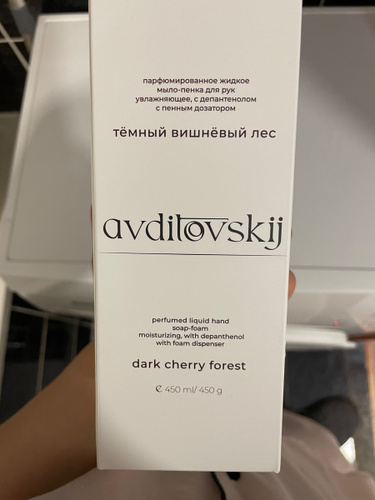 парфюмированное жидкое
мыло-пенка для рук
увлажняющее, с депантенолом
с пенным дозатором
тёмный вишнёвый лес
avditovskij
perfumed liquid hand
soap-foam
moisturizing, with depanthenol
with foam dispenser
dark cherry forest
℮ 450 ml/ 450 g